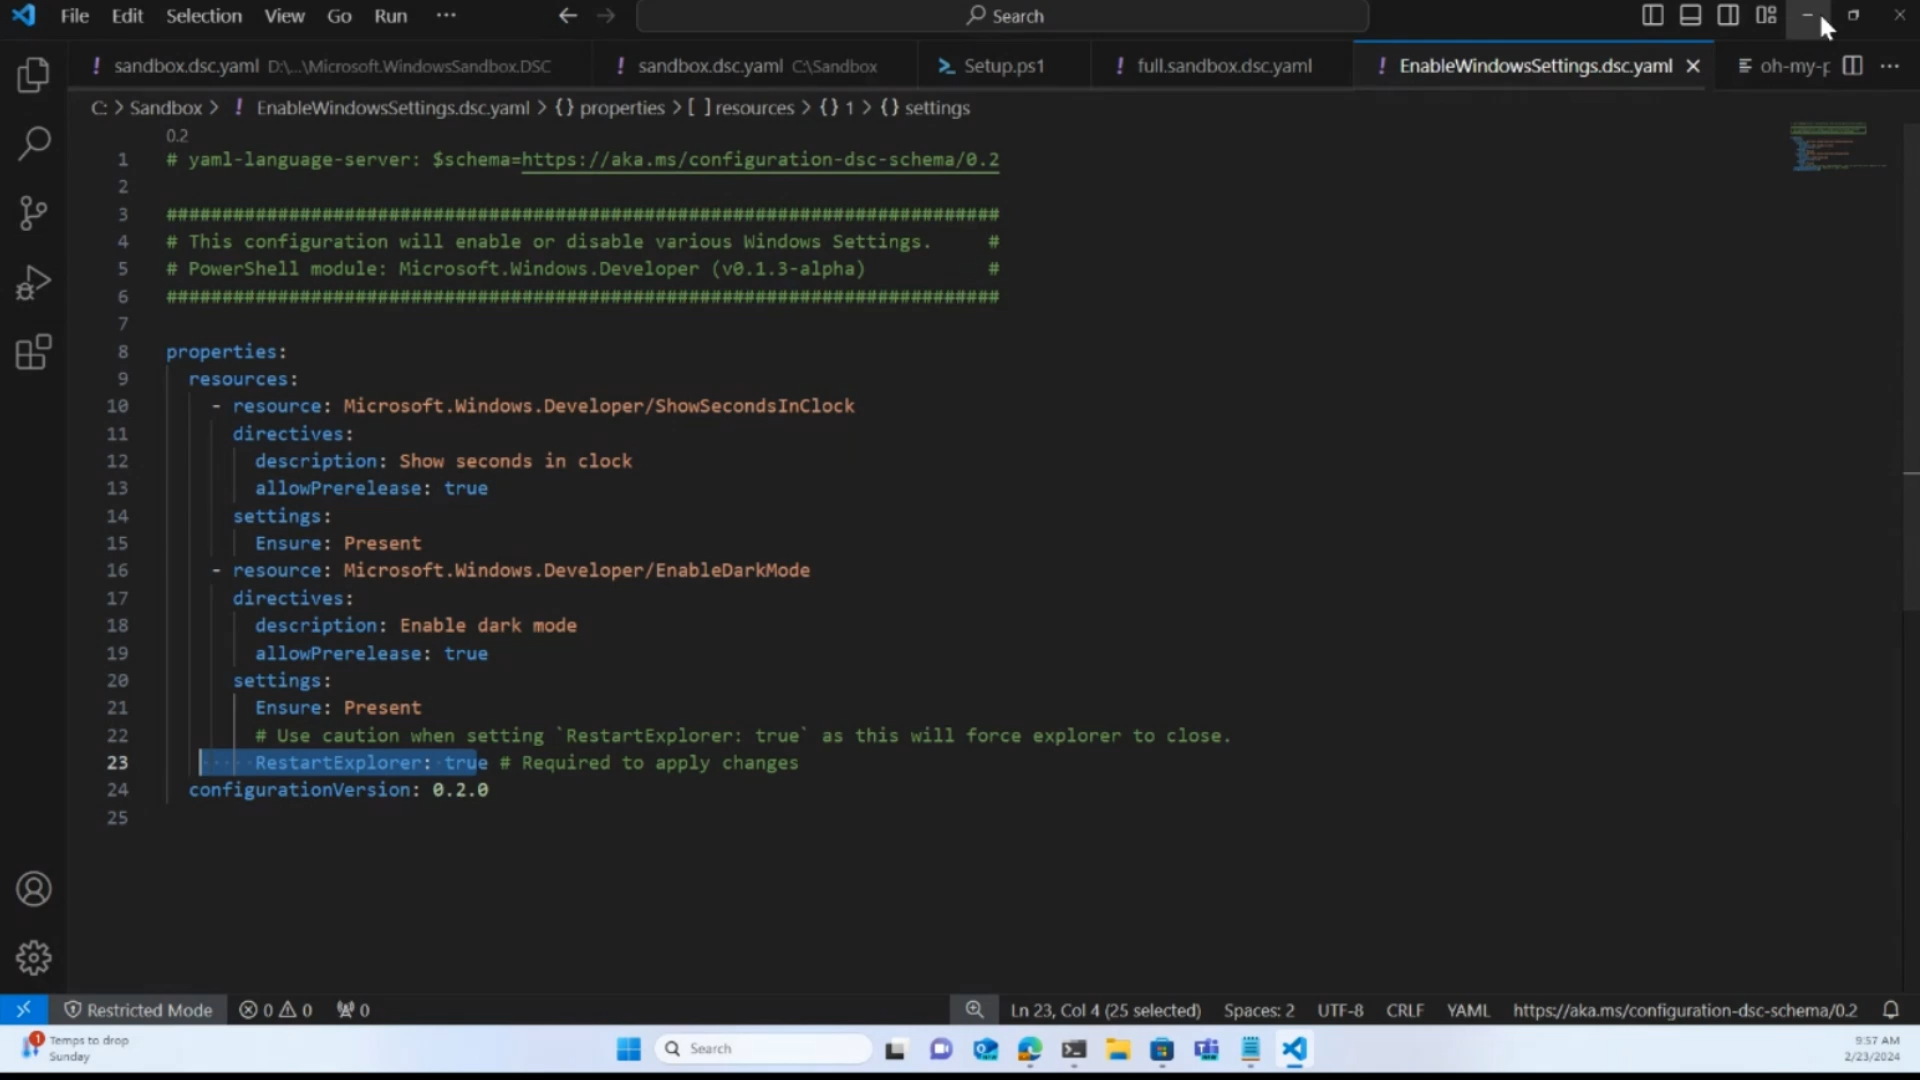 File Edit Selection View Go Run ··· Search
! sandbox.dsc.yaml D:\...\Microsoft.WindowsSandbox.DSC ! sandbox.dsc.yaml C:\Sandbox Setup.ps1 ! full.sandbox.dsc.yaml ! EnableWindowsSettings.dsc.yaml oh-my-p ···
C: > Sandbox > ! EnableWindowsSettings.dsc.yaml > {} properties > [ ] resources > {} 1 > {} settings
0.2
1 # yaml-language-server: $schema=https://aka.ms/configuration-dsc-schema/0.2
2
3 ###########################################################################
4 # This configuration will enable or disable various Windows Settings. #
5 # PowerShell module: Microsoft.Windows.Developer (v0.1.3-alpha) #
6 ###########################################################################
7
8 properties:
9 resources:
10 - resource: Microsoft.Windows.Developer/ShowSecondsInClock
11 directives:
12 description: Show seconds in clock
13 allowPrerelease: true
14 settings:
15 Ensure: Present
16 - resource: Microsoft.Windows.Developer/EnableDarkMode
17 directives:
18 description: Enable dark mode
19 allowPrerelease: true
20 settings:
21 Ensure: Present
22 # Use caution when setting `RestartExplorer: true` as this will force explorer to close.
23 RestartExplorer: true # Required to apply changes
24 configurationVersion: 0.2.0
25
Restricted Mode 0 0 0 Ln 23, Col 4 (25 selected) Spaces: 2 UTF-8 CRLF YAML https://aka.ms/configuration-dsc-schema/0.2
1 Temps to drop Search 9:57 AM
Sunday 2/23/2024